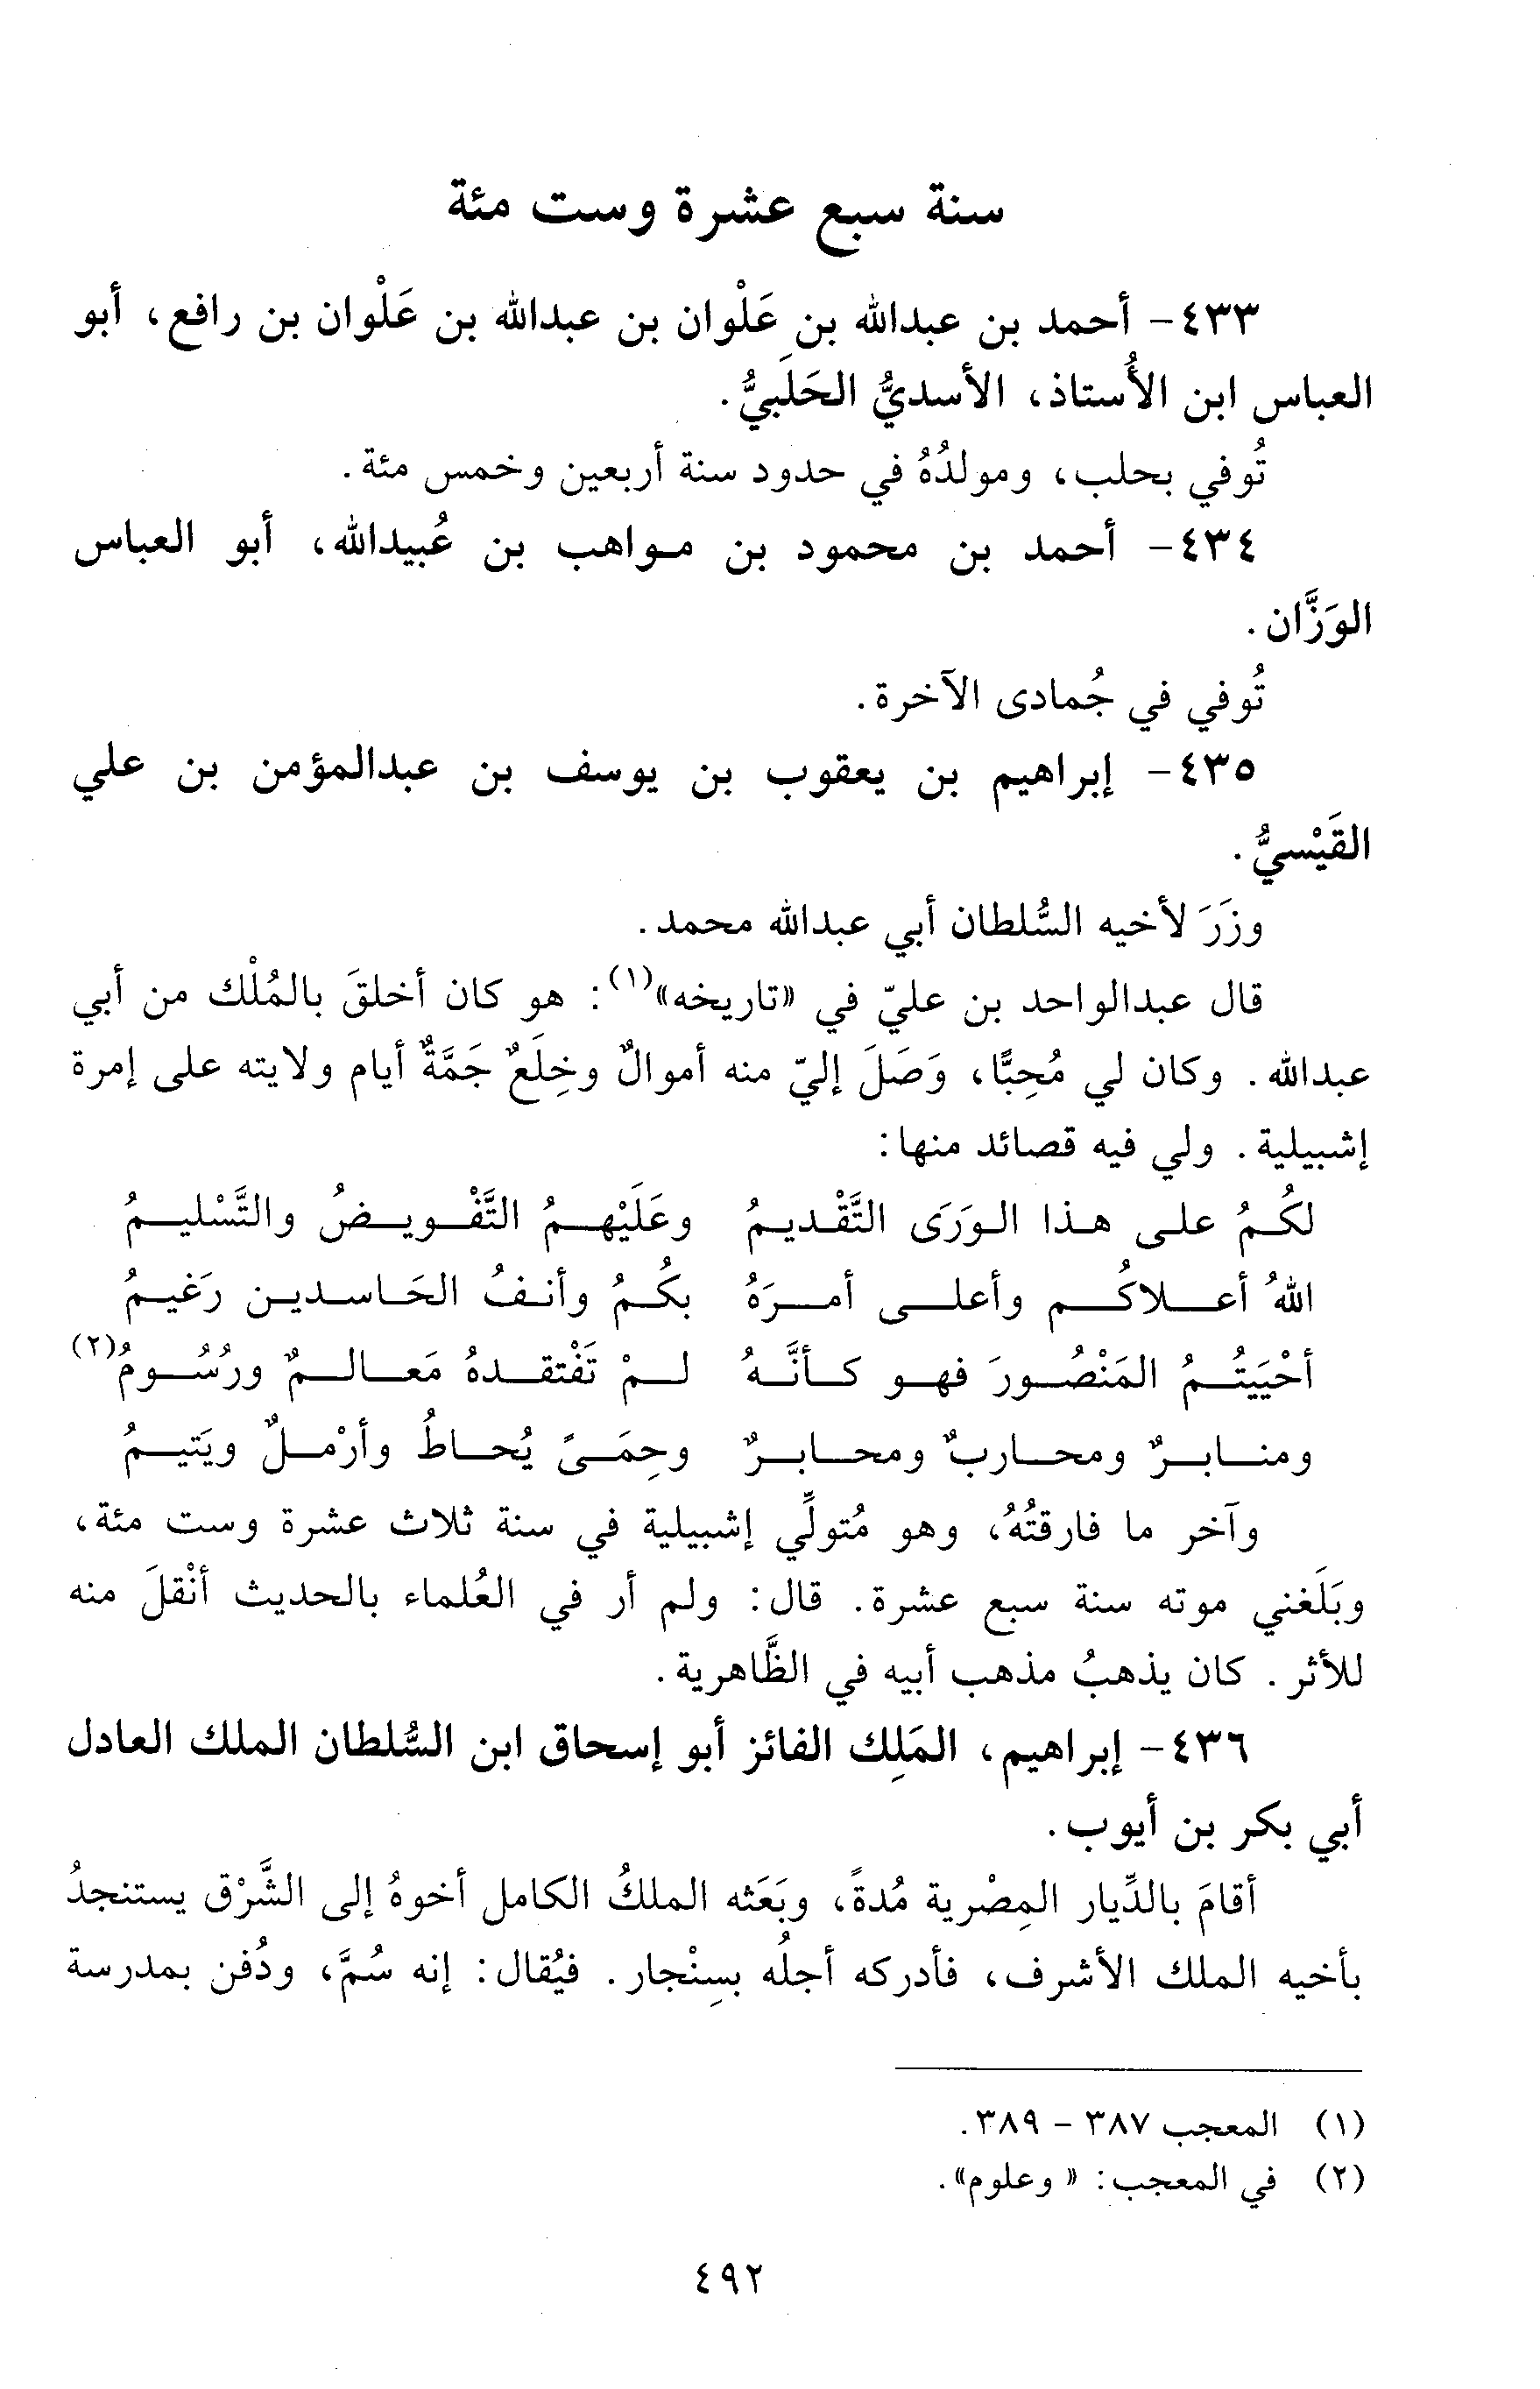 سنة سبع عشرة وست مئة
٤٣٣- أحمد بن عبدالله بن عَلْوان بن عبدالله بن عَلْوان بن رافع، أبو
العباس ابن الأُستاذ، الأسديُّ الحَلَبيُّ.
تُوفي بحلب، ومولدُهُ في حدود سنة أربعين وخمس مئة.
٤٣٤- أحمد بن محمود بن مواهب بن عُبيدالله، أبو العباس
الوَزَّان.
تُوفي في جُمادى الآخرة.
٤٣٥- إبراهيم بن يعقوب بن يوسف بن عبدالمؤمن بن علي
القَيْسيُّ.
وزَرَ لأخيه السُّلطان أبي عبدالله محمد.
قال عبدالواحد بن عليّ في «تاريخه»(١): هو كان أخلقَ بالمُلْك من أبي
عبدالله. وكان لي مُحِبًّا، وَصَلَ إليّ منه أموالٌ وخِلَعٌ جَمَّةٌ أيام ولايته على إمرة
إشبيلية. ولي فيه قصائد منها:
لكُمُ على هذا الوَرَى التَّقْديمُ وعَلَيْهمُ التَّفْويضُ والتَّسْليمُ
اللهُ أعلاكُم وأعلى أمرَهُ بكُمُ وأنفُ الحَاسدين رَغيمُ
أحْيَيْتُمُ المَنْصُورَ فهو كأنَّهُ لمْ تَفْتقدهُ مَعالمٌ ورُسُومُ(٢)
ومنابرٌ ومحاربٌ ومحابرٌ وحِمَىً يُحاطُ وأرْملٌ ويَتيمُ
وآخر ما فارقتُهُ، وهو مُتولِّي إشبيلية في سنة ثلاث عشرة وست مئة،
وبَلَغني موته سنة سبع عشرة. قال: ولم أر في العُلماء بالحديث أنْقلَ منه
للأثر. كان يذهبُ مذهب أبيه في الظَّاهرية.
٤٣٦- إبراهيم، المَلِك الفائز أبو إسحاق ابن السُّلطان الملك العادل
أبي بكر بن أيوب.
أقامَ بالدِّيار المِصْرية مُدةً، وبَعَثه الملكُ الكامل أخوهُ إلى الشَّرْق يستنجدُ
بأخيه الملك الأشرف، فأدركه أجلُه بسِنْجار. فيُقال: إنه سُمَّ، ودُفن بمدرسة
(١) المعجب ٣٨٧ - ٣٨٩.
(٢) في المعجب: «وعلوم».
٤٩٢